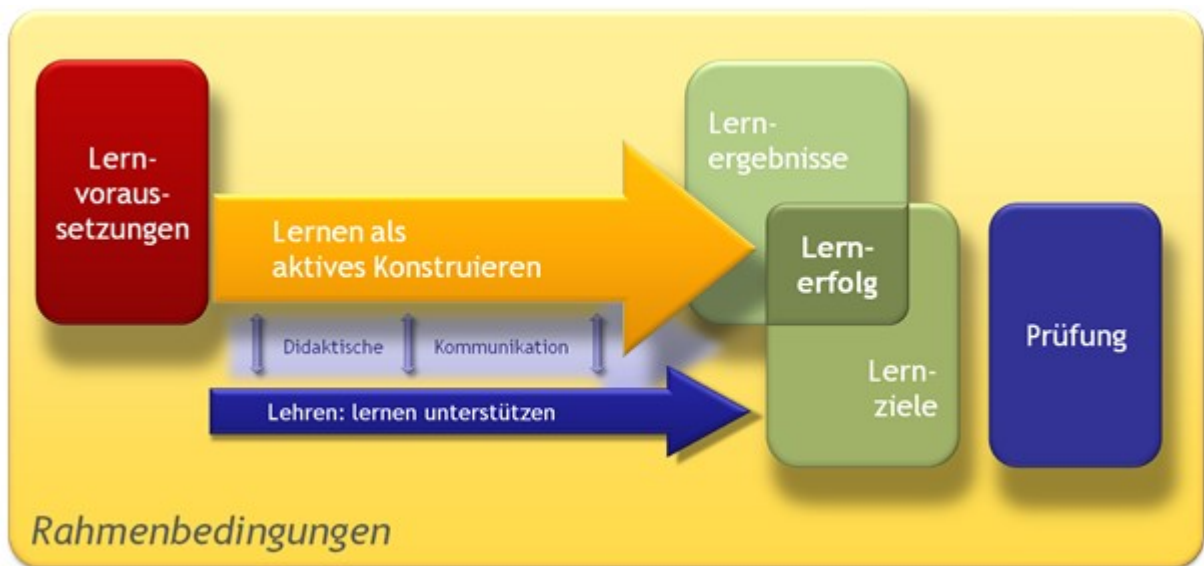 Lern-
voraus-
setzungen
Lernen als
aktives Konstruieren
Didaktische
Kommunikation
Lehren: lernen unterstützen
Lern-
ergebnisse
Lern-
erfolg
Lern-
ziele
Prüfung
Rahmenbedingungen